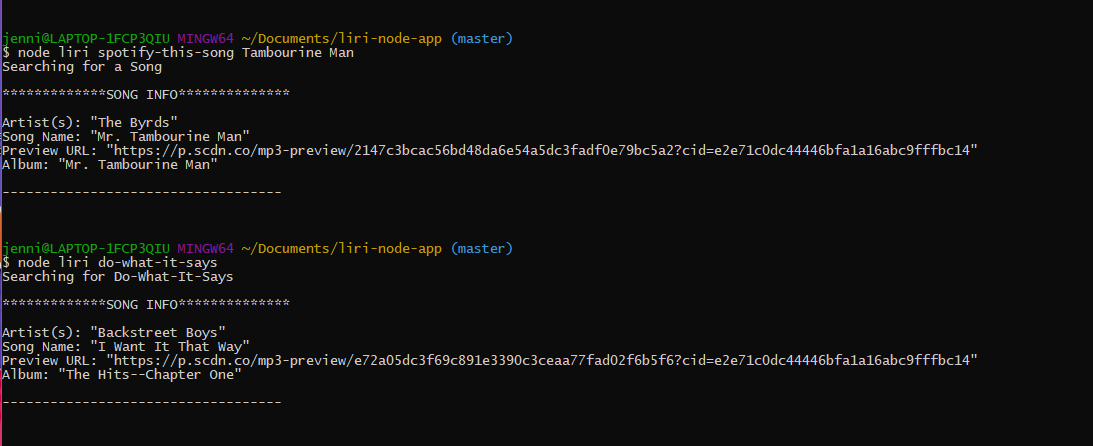 jenni@LAPTOP-1FCP3QIU MINGW64 ~/Documents/liri-node-app (master)
$ node liri spotify-this-song Tambourine Man
Searching for a Song
*************SONG INFO**************
Artist(s): "The Byrds"
Song Name: "Mr. Tambourine Man"
Preview URL: "https://p.scdn.co/mp3-preview/2147c3bcac56bd48da6e54a5dc3fadf0e79bc5a2?cid=e2e71c0dc44446bfa1a16abc9fffbc14"
Album: "Mr. Tambourine Man"
-----------------------------------
jenni@LAPTOP-1FCP3QIU MINGW64 ~/Documents/liri-node-app (master)
$ node liri do-what-it-says
Searching for Do-What-It-Says
*************SONG INFO**************
Artist(s): "Backstreet Boys"
Song Name: "I Want It That Way"
Preview URL: "https://p.scdn.co/mp3-preview/e72a05dc3f69c891e3390c3ceaa77fad02f6b5f6?cid=e2e71c0dc44446bfa1a16abc9fffbc14"
Album: "The Hits--Chapter One"
-----------------------------------